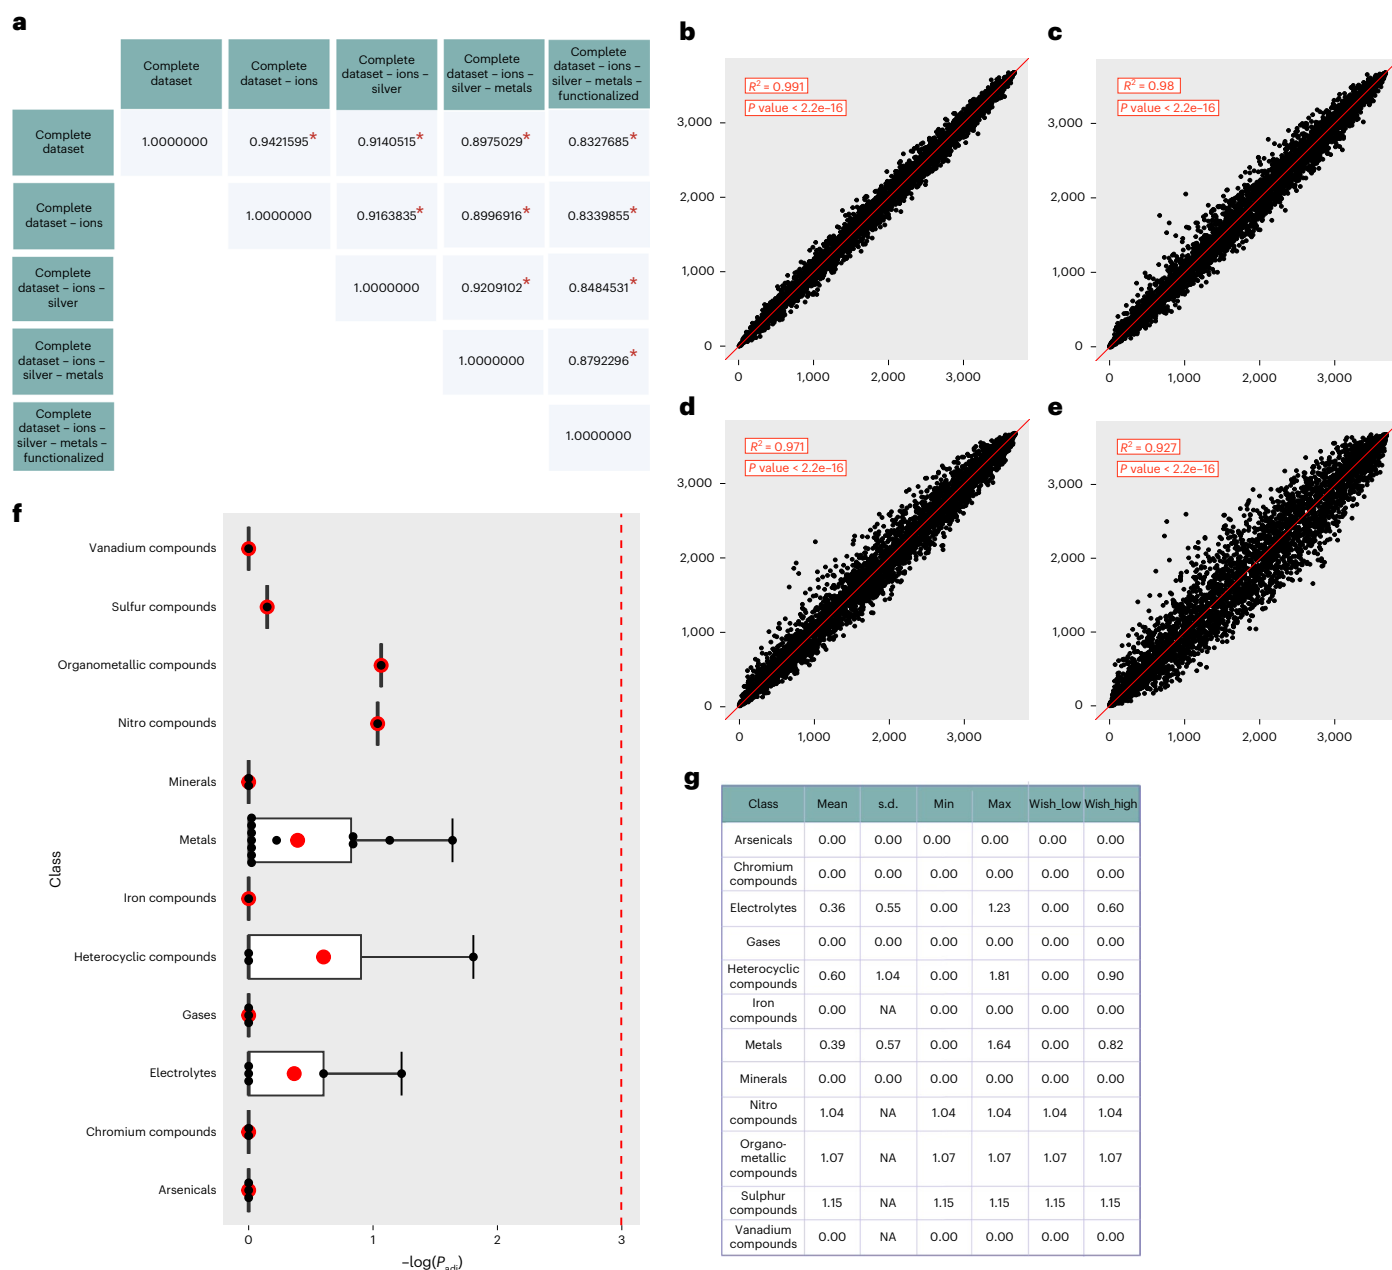 a
Complete dataset
Complete dataset – ions
Complete dataset – ions – silver
Complete dataset – ions – silver – metals
Complete dataset – ions – silver – metals – functionalized
Complete dataset
1.0000000
0.9421595*
0.9140515*
0.8975029*
0.8327685*
Complete dataset – ions
1.0000000
0.9163835*
0.8996916*
0.8339855*
Complete dataset – ions – silver
1.0000000
0.9209102*
0.8484531*
Complete dataset – ions – silver – metals
1.0000000
0.8792296*
Complete dataset – ions – silver – metals – functionalized
1.0000000
b
R² = 0.991
P value < 2.2e–16
3,000
2,000
1,000
0
0 1,000 2,000 3,000
c
R² = 0.98
P value < 2.2e–16
3,000
2,000
1,000
0
0 1,000 2,000 3,000
d
R² = 0.971
P value < 2.2e–16
3,000
2,000
1,000
0
0 1,000 2,000 3,000
e
R² = 0.927
P value < 2.2e–16
3,000
2,000
1,000
0
0 1,000 2,000 3,000
f
Class
Vanadium compounds
Sulfur compounds
Organometallic compounds
Nitro compounds
Minerals
Metals
Iron compounds
Heterocyclic compounds
Gases
Electrolytes
Chromium compounds
Arsenicals
0 1 2 3
–log(Padj)
g
Class Mean s.d. Min Max Wish_low Wish_high
Arsenicals 0.00 0.00 0.00 0.00 0.00 0.00
Chromium compounds 0.00 0.00 0.00 0.00 0.00 0.00
Electrolytes 0.36 0.55 0.00 1.23 0.00 0.60
Gases 0.00 0.00 0.00 0.00 0.00 0.00
Heterocyclic compounds 0.60 1.04 0.00 1.81 0.00 0.90
Iron compounds 0.00 NA 0.00 0.00 0.00 0.00
Metals 0.39 0.57 0.00 1.64 0.00 0.82
Minerals 0.00 0.00 0.00 0.00 0.00 0.00
Nitro compounds 1.04 NA 1.04 1.04 1.04 1.04
Organo-metallic compounds 1.07 NA 1.07 1.07 1.07 1.07
Sulphur compounds 1.15 NA 1.15 1.15 1.15 1.15
Vanadium compounds 0.00 NA 0.00 0.00 0.00 0.00